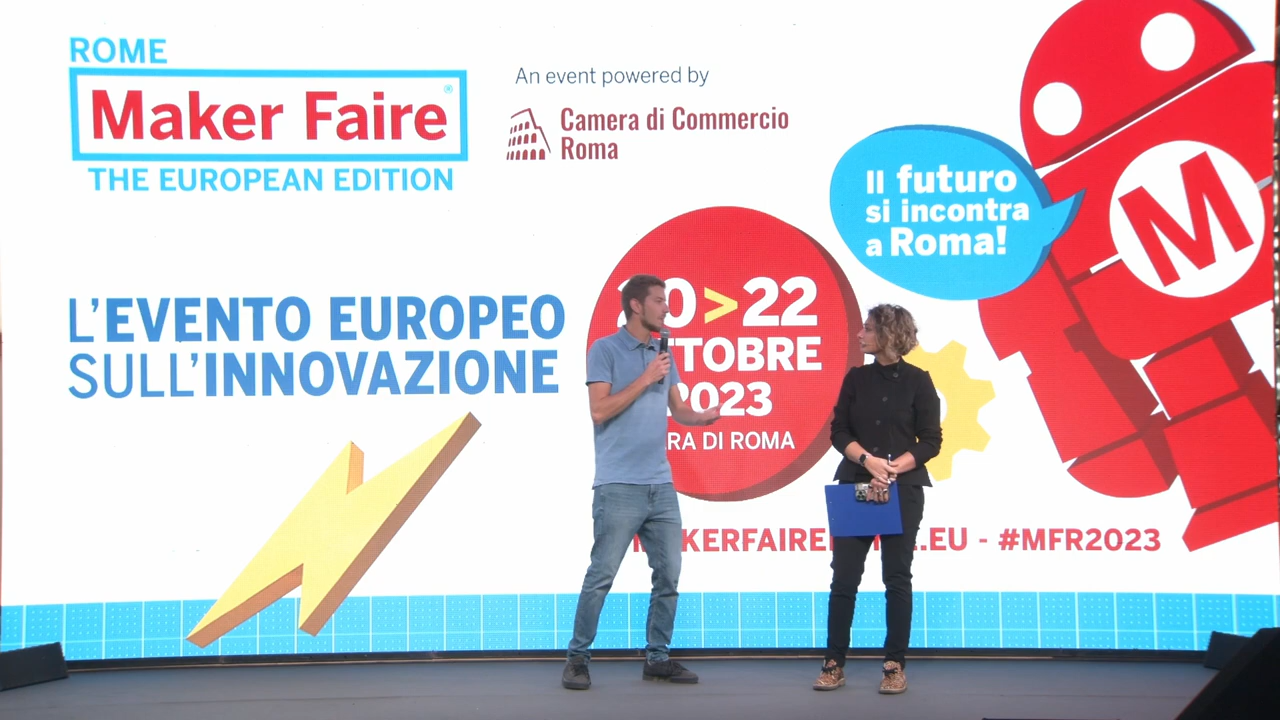 ROME
Maker Faire®
THE EUROPEAN EDITION
An event powered by
Camera di Commercio
Roma
Il futuro
si incontra
a Roma!
M
L'EVENTO EUROPEO
SULL'INNOVAZIONE
20>22
TTOBRE
2023
RA DI ROMA
KERFAIRE .EU - #MFR2023